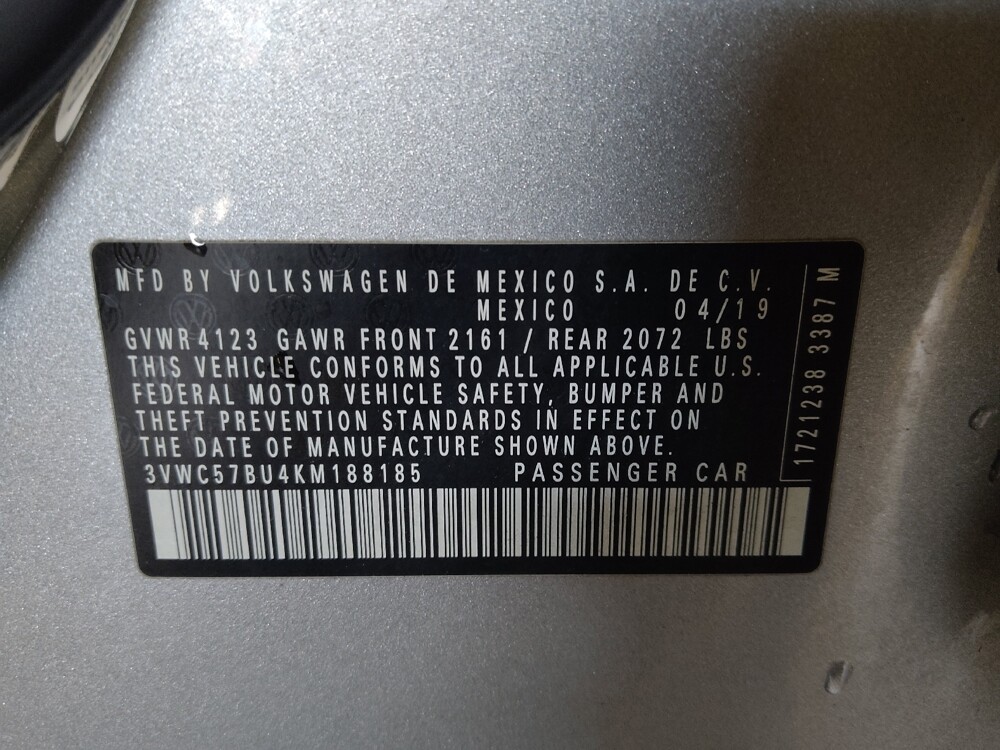 MFD BY VOLKSWAGEN DE MEXICO S.A. DE C.V.
MEXICO 04/19
GVWR 4123 GAWR FRONT 2161 / REAR 2072 LBS
THIS VEHICLE CONFORMS TO ALL APPLICABLE U.S.
FEDERAL MOTOR VEHICLE SAFETY, BUMPER AND
THEFT PREVENTION STANDARDS IN EFFECT ON
THE DATE OF MANUFACTURE SHOWN ABOVE.
3VWC57BU4KM188185 PASSENGER CAR
1721238 3387 M